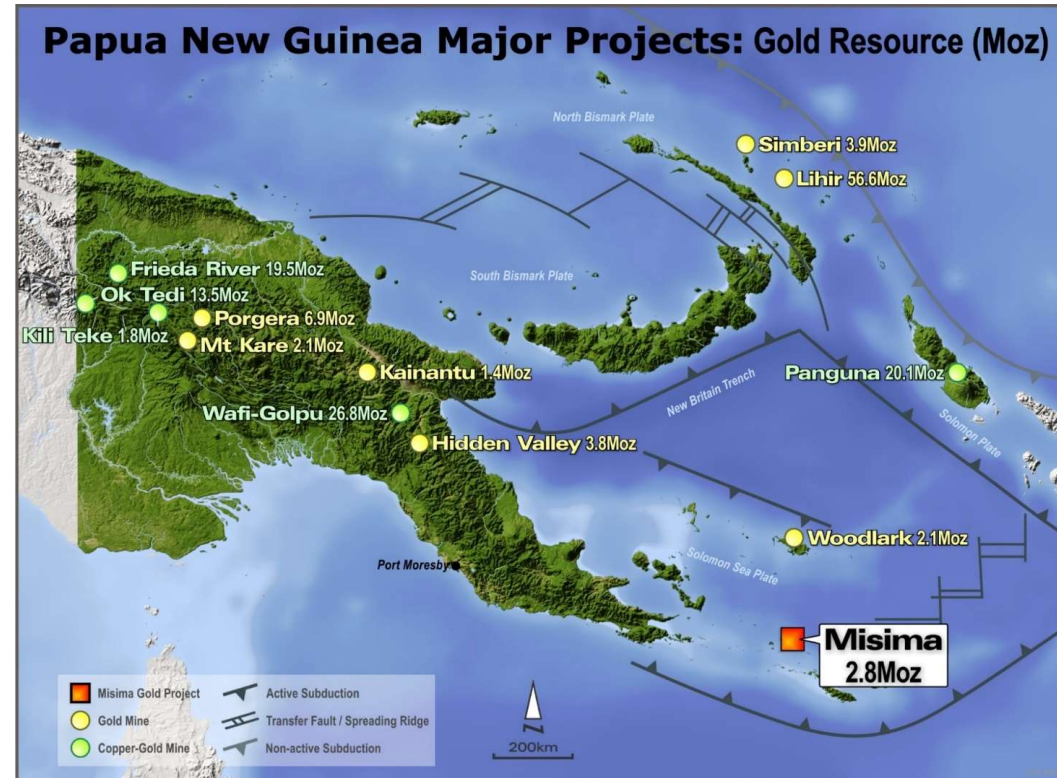 Papua New Guinea Major Projects: Gold Resource (Moz)
North Bismark Plate
Simberi 3.9Moz
Lihir 56.6Moz
South Bismark Plate
Frieda River 19.5Moz
Ok Tedi 13.5Moz
Porgera 6.9Moz
Kili Teke 1.8Moz
Mt Kare 2.1Moz
Kainantu 1.4Moz
Panguna 20.1Moz
New Britain Trench
Wafi-Golpu 26.8Moz
Solomon Plate
Hidden Valley 3.8Moz
Woodlark 2.1Moz
Solomon Sea Plate
Port Moresby
Misima
2.8Moz
Misima Gold Project
Active Subduction
Gold Mine
Transfer Fault / Spreading Ridge
Copper-Gold Mine
Non-active Subduction
N
200km